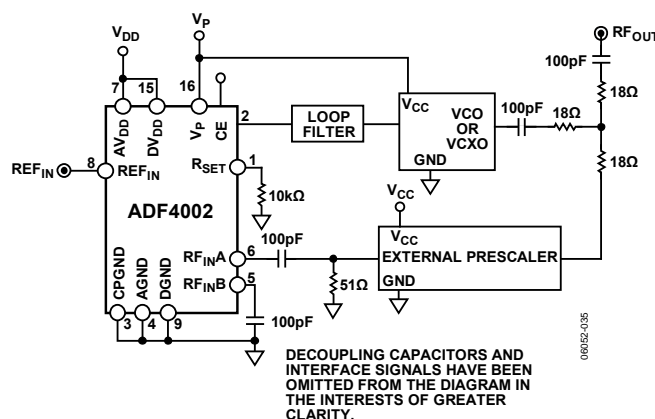 VDD
VP
RFOUT
100pF
7
15
16
18Ω
AVDD
DVDD
VP
CE
2
LOOP
FILTER
VCC
VCO
OR
VCXO
GND
100pF
18Ω
18Ω
REFIN
8
REFIN
RSET
1
10kΩ
ADF4002
VCC
VCC
EXTERNAL PRESCALER
GND
100pF
RFINA
6
51Ω
RFINB
5
100pF
CPGND
AGND
DGND
3
4
9
DECOUPLING CAPACITORS AND
INTERFACE SIGNALS HAVE BEEN
OMITTED FROM THE DIAGRAM IN
THE INTERESTS OF GREATER
CLARITY.
06052-035